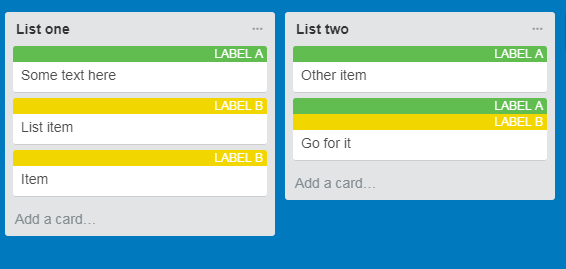 List one
LABEL A
Some text here
LABEL B
List item
LABEL B
Item
Add a card…
List two
LABEL A
Other item
LABEL A
LABEL B
Go for it
Add a card…